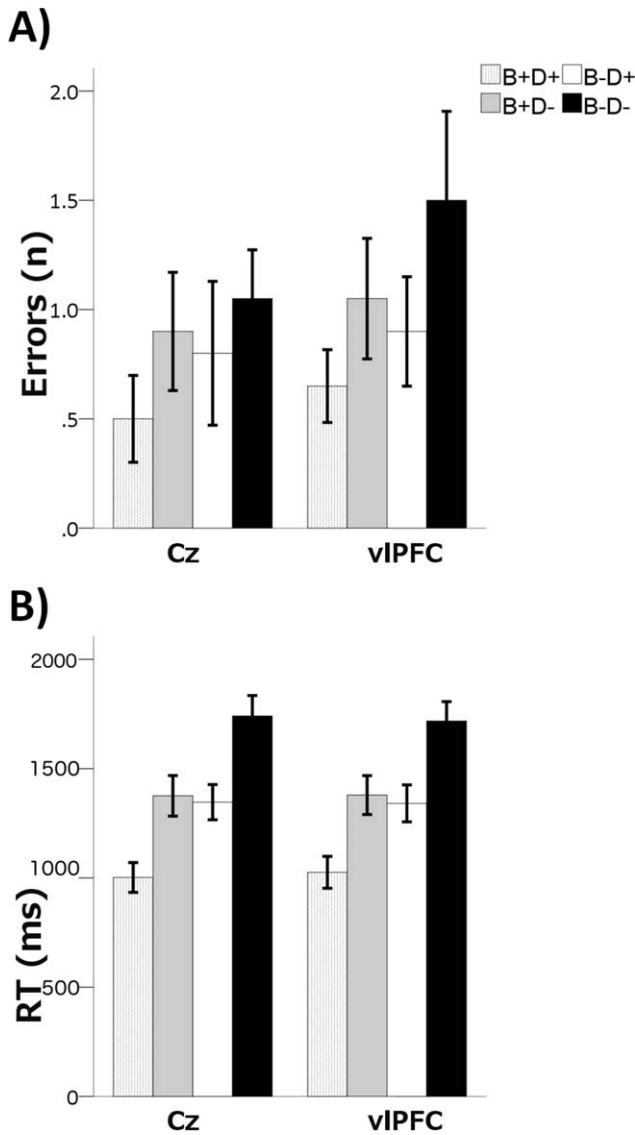 A)
B+D+ B-D+
B+D- B-D-
2.0
1.5
1.0
.5
.0
Errors (n)
Cz vlPFC
B)
2000
1500
1000
500
0
RT (ms)
Cz vlPFC